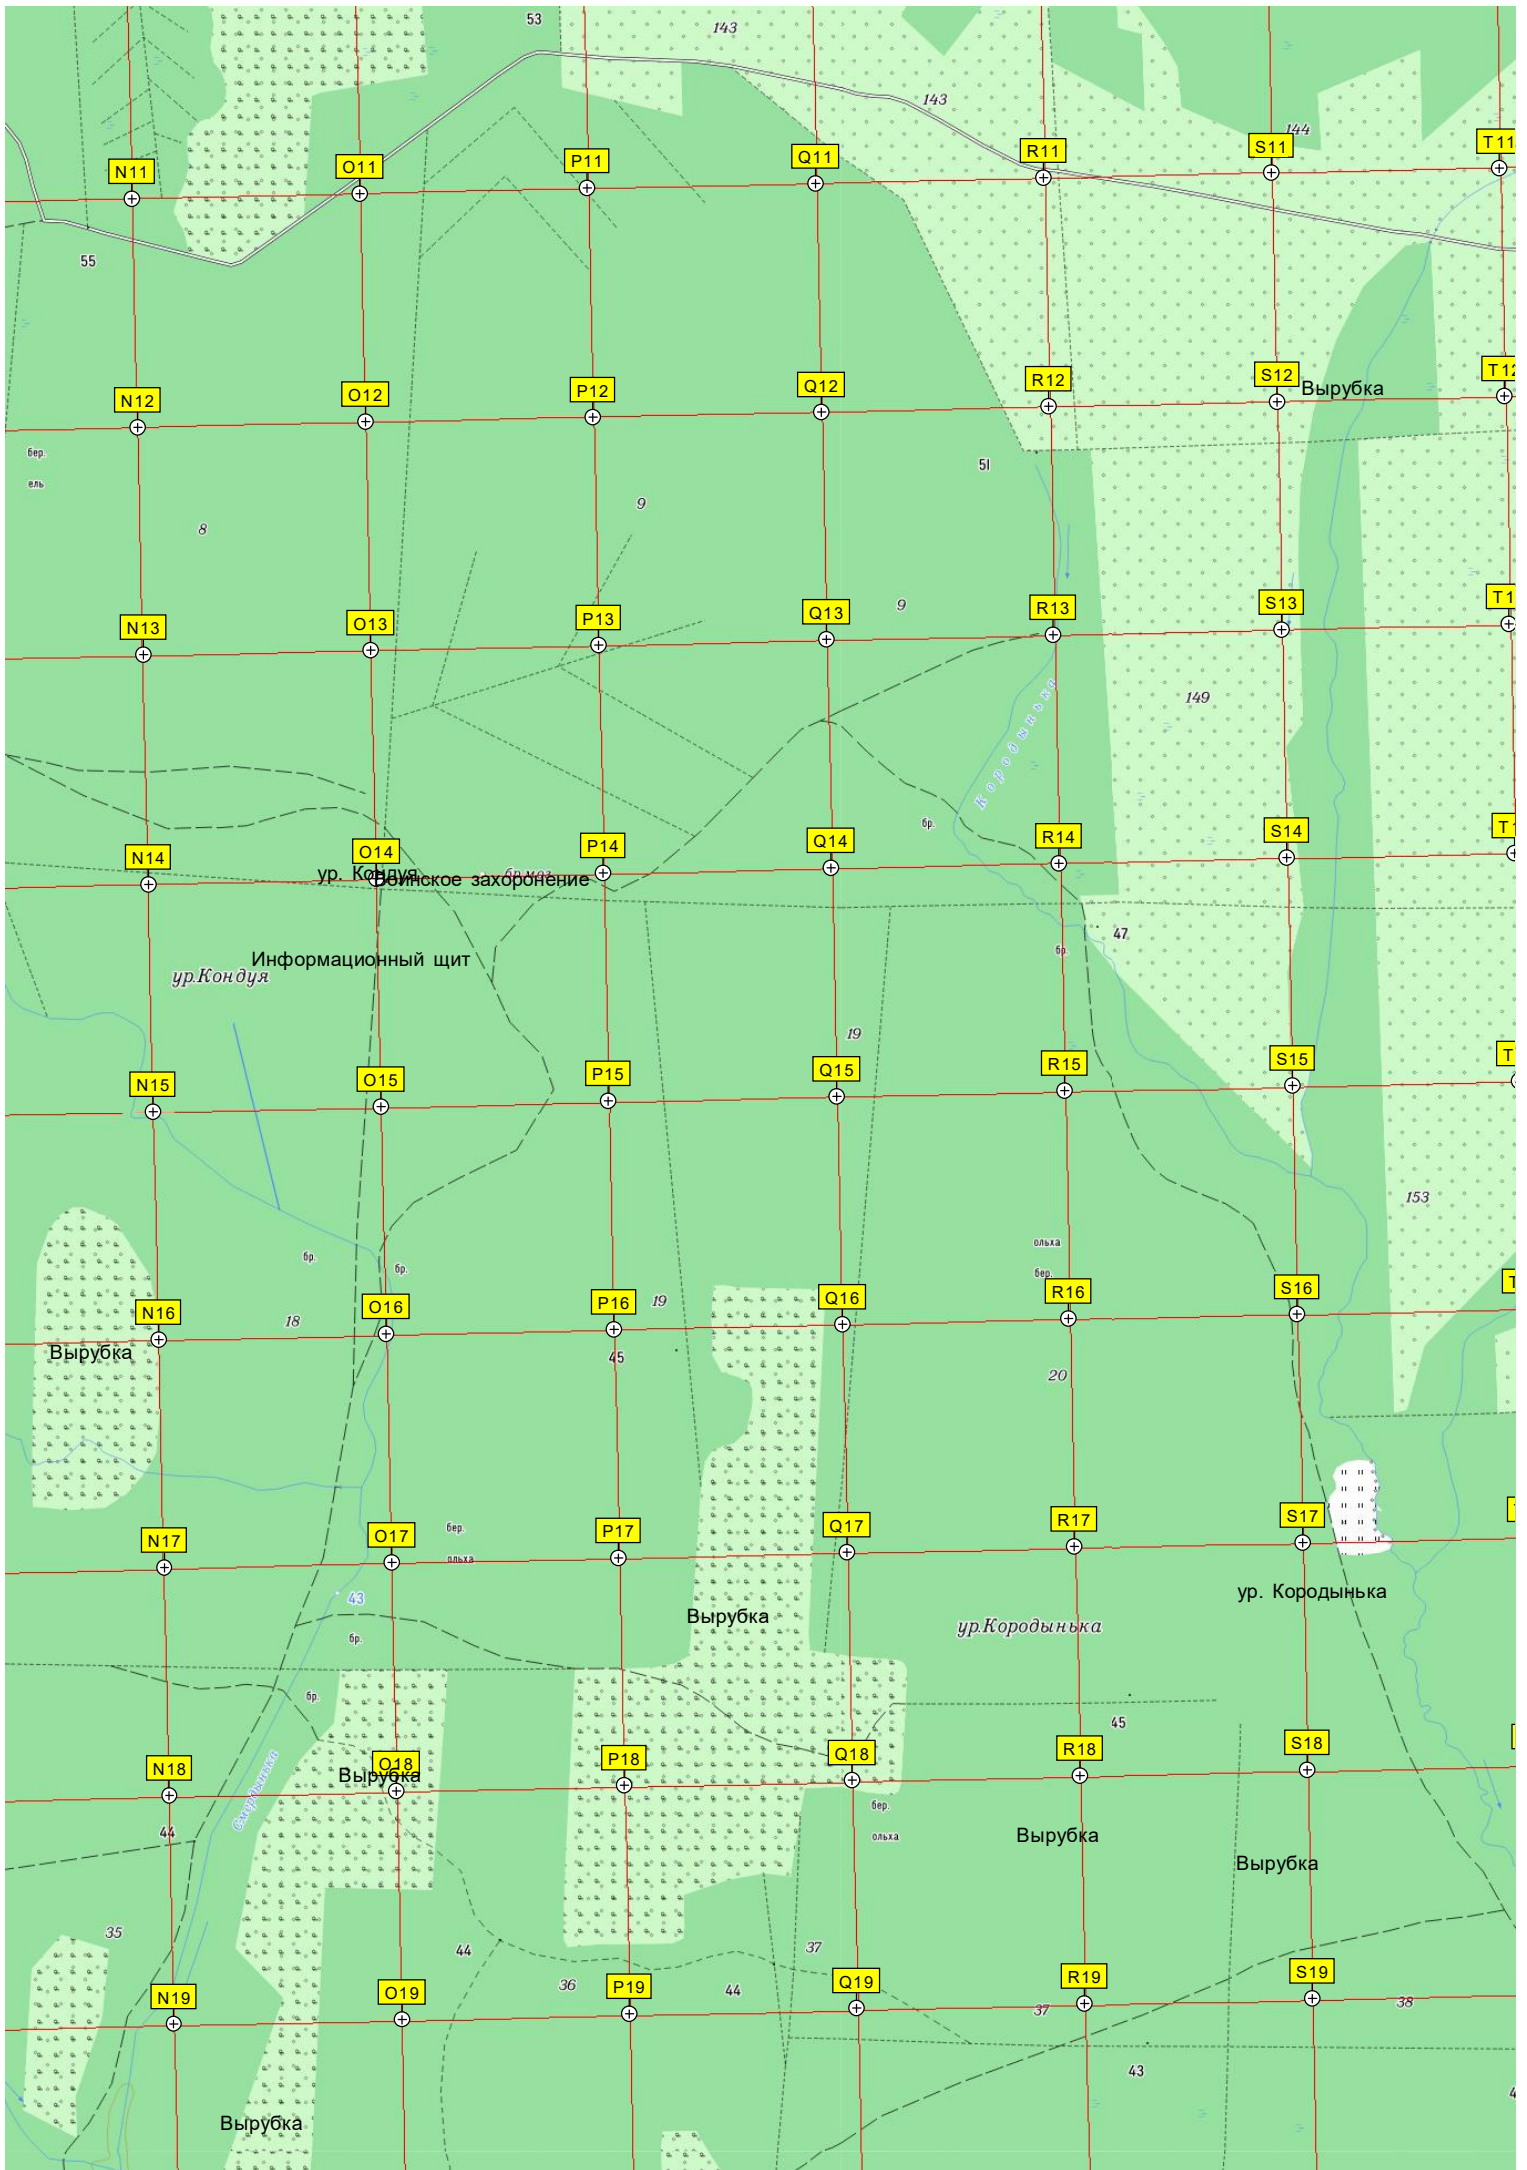 53
143
143
144
N11
O11
P11
Q11
R11
S11
T11
55
N12
O12
P12
Q12
R12
S12
T12
Вырубка
бер.
ель
51
8
9
9
N13
O13
P13
Q13
R13
S13
Кородынька
149
бр.
N14
O14
P14
Q14
R14
S14
ур. Кондуя
Воинское захоронение
бр.мог.
47
бр.
Информационный щит
ур.Кондуя
19
N15
O15
P15
Q15
R15
S15
153
ольха
бер.
бр.
бр.
N16
O16
P16
19
Q16
R16
S16
18
Вырубка
45
20
N17
O17
P17
Q17
R17
S17
бер.
ольха
43
бр.
Вырубка
ур. Кородынька
ур.Кородынька
бр.
45
N18
O18
P18
Q18
R18
S18
Вырубка
Смердынька
бер.
ольха
44
Вырубка
Вырубка
35
44
37
36
44
N19
O19
P19
Q19
R19
S19
37
38
43
Вырубка